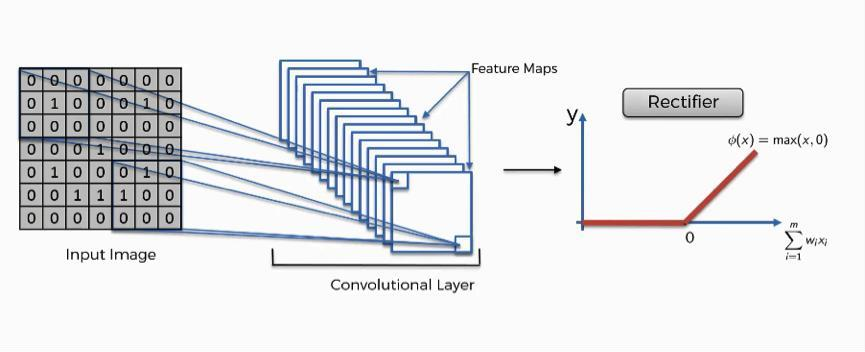 0 0 0 0 0 0 0
0 1 0 0 0 1 0
0 0 0 0 0 0 0
0 0 0 1 0 0 0
0 1 0 0 0 1 0
0 0 1 1 1 0 0
0 0 0 0 0 0 0
Input Image
Feature Maps
Convolutional Layer
Rectifier
y
ϕ(x) = max(x, 0)
0
m
∑ wᵢxᵢ
i=1